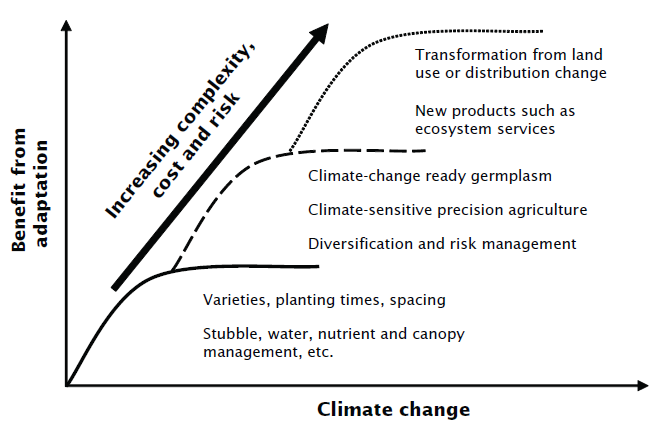 Increasing complexity,
cost and risk
Transformation from land
use or distribution change
New products such as
ecosystem services
Climate-change ready germplasm
Climate-sensitive precision agriculture
Diversification and risk management
Varieties, planting times, spacing
Stubble, water, nutrient and canopy
management, etc.
Benefit from
adaptation
Climate change